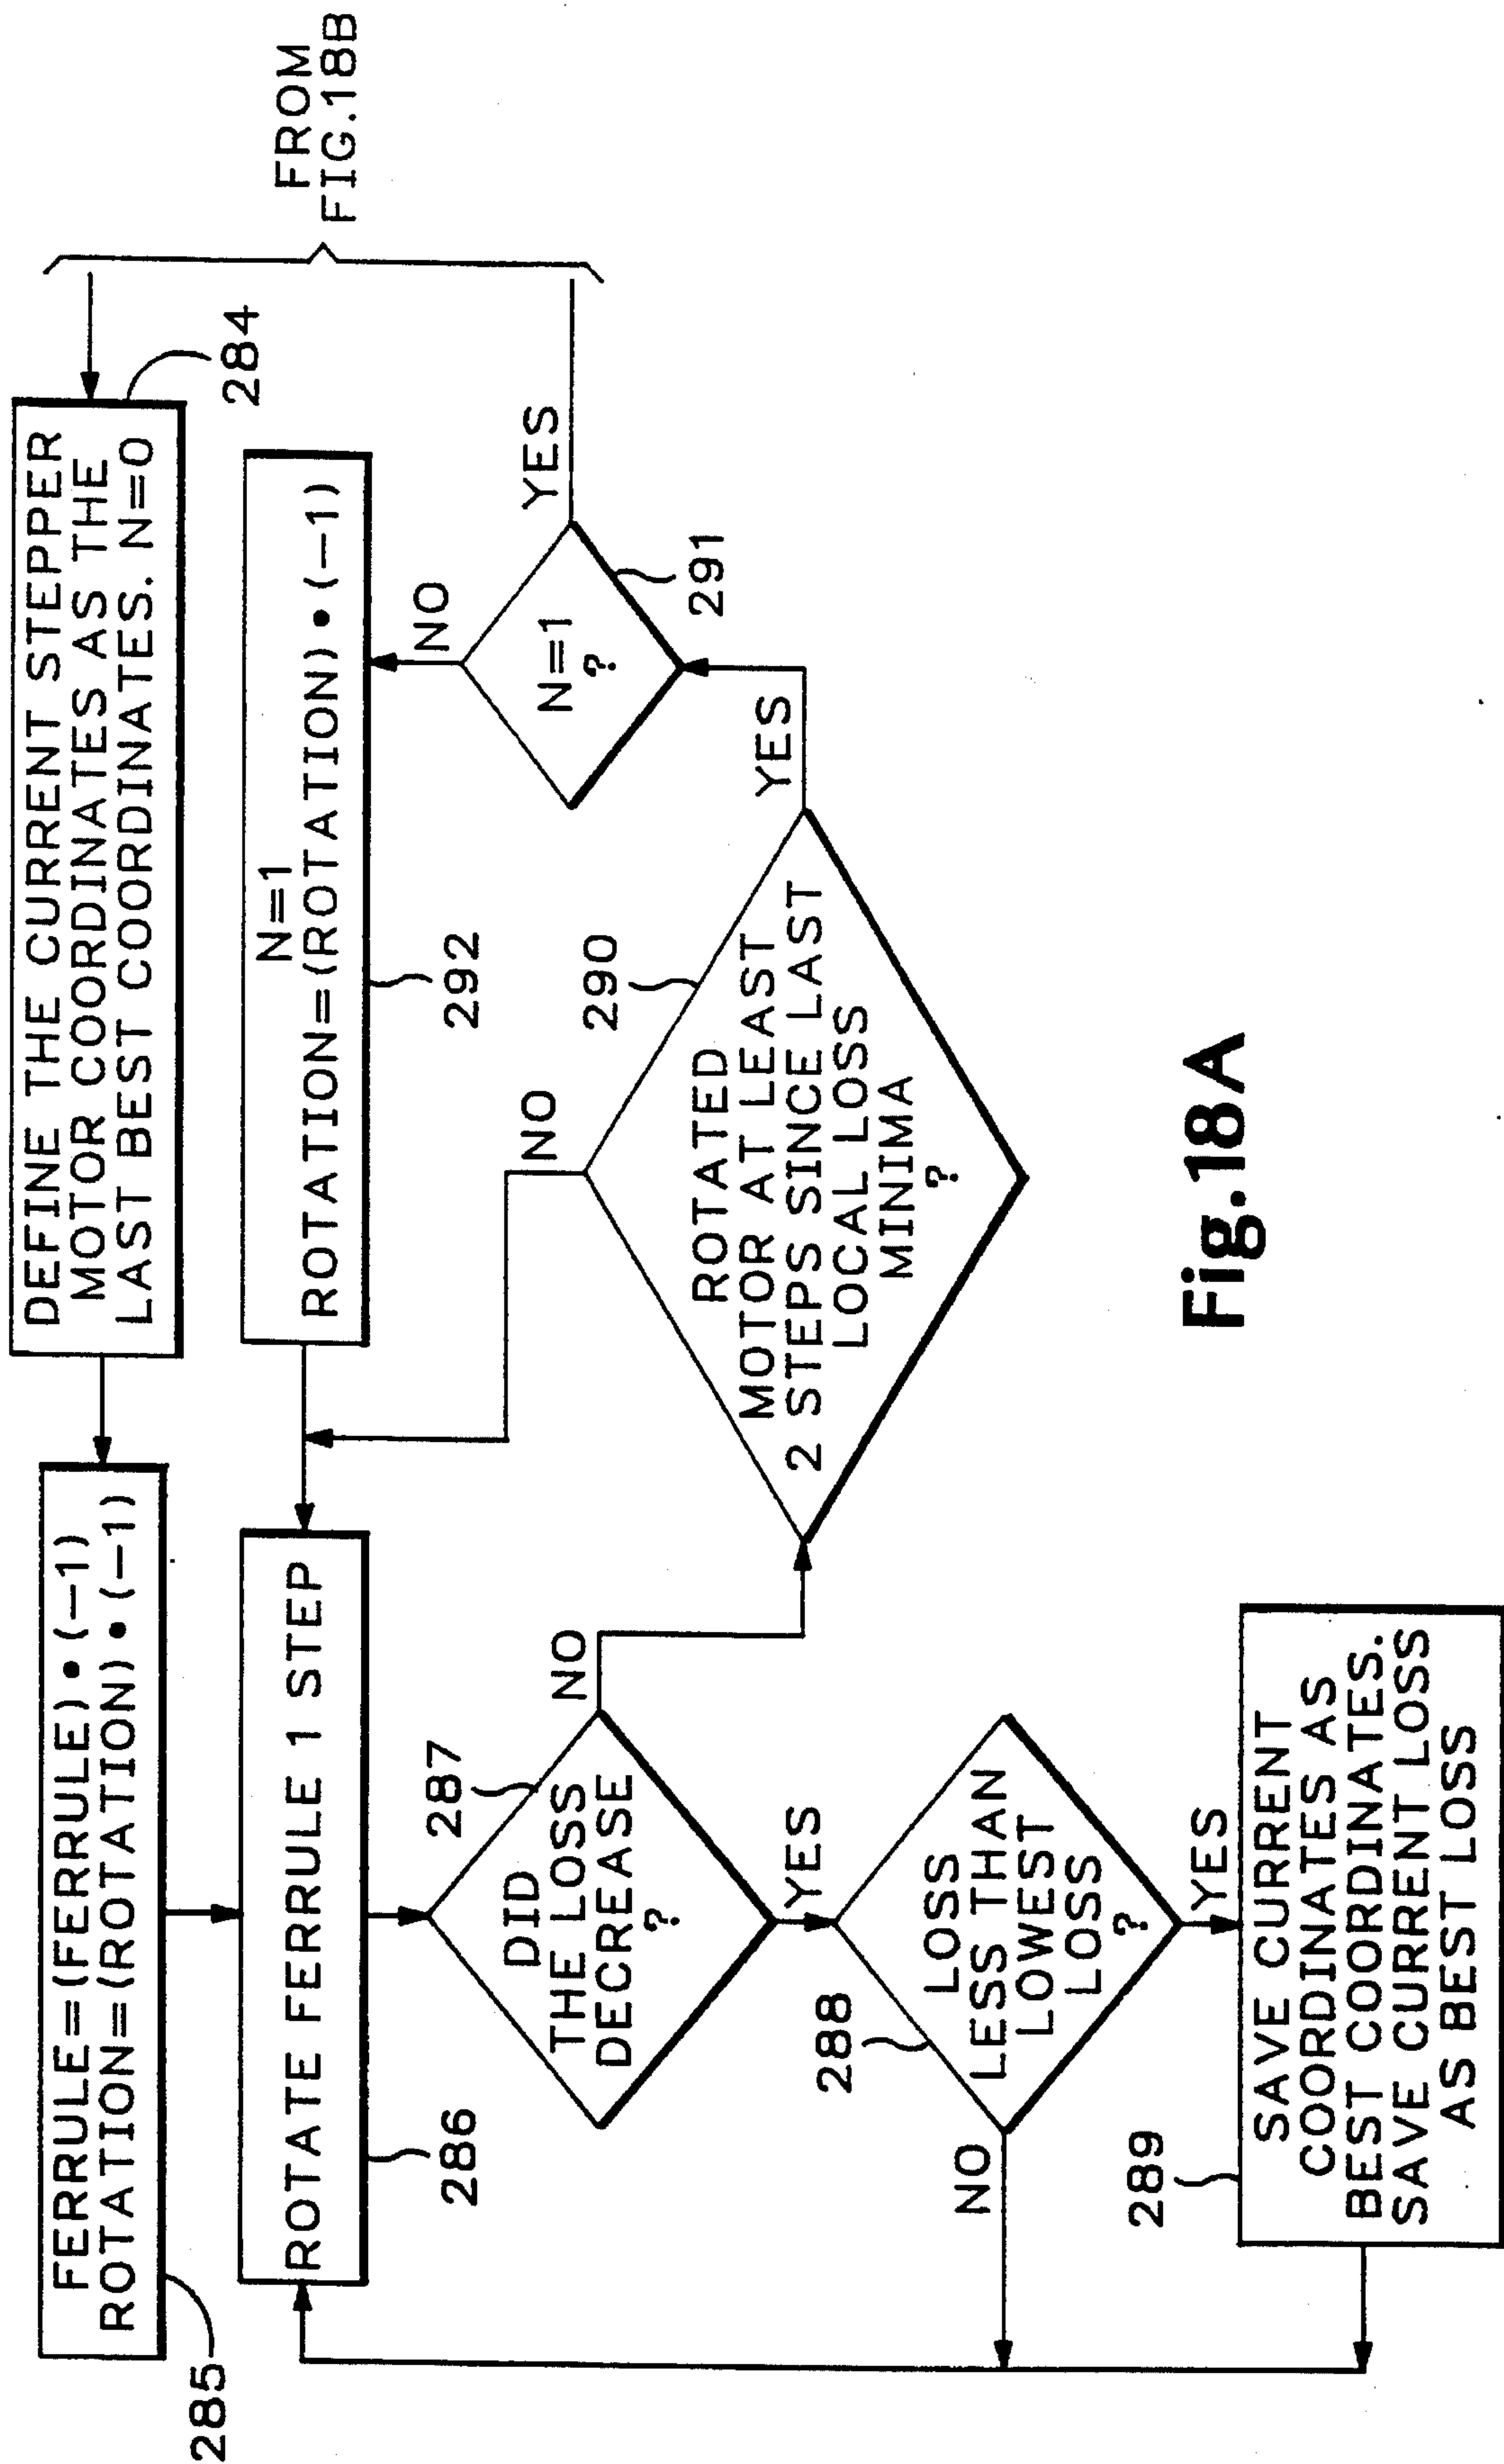 FROM
FIG.18B
DEFINE THE CURRENT STEPPER
MOTOR COORDINATES AS THE
LAST BEST COORDINATES. N=0
284
FERRULE=(FERRULE)•(−1)
ROTATION=(ROTATION)•(−1)
285
ROTATE FERRULE 1 STEP
286
N=1
ROTATION=(ROTATION)•(−1)
292
DID
THE LOSS
DECREASE
?
287
NO
YES
LOSS
LESS THAN
LOWEST
LOSS
?
288
NO
YES
SAVE CURRENT
COORDINATES AS
BEST COORDINATES.
SAVE CURRENT LOSS
AS BEST LOSS
289
ROTATED
MOTOR AT LEAST
2 STEPS SINCE LAST
LOCAL LOSS
MINIMA
?
290
NO
YES
N=1
?
291
NO
YES
Fig.18A